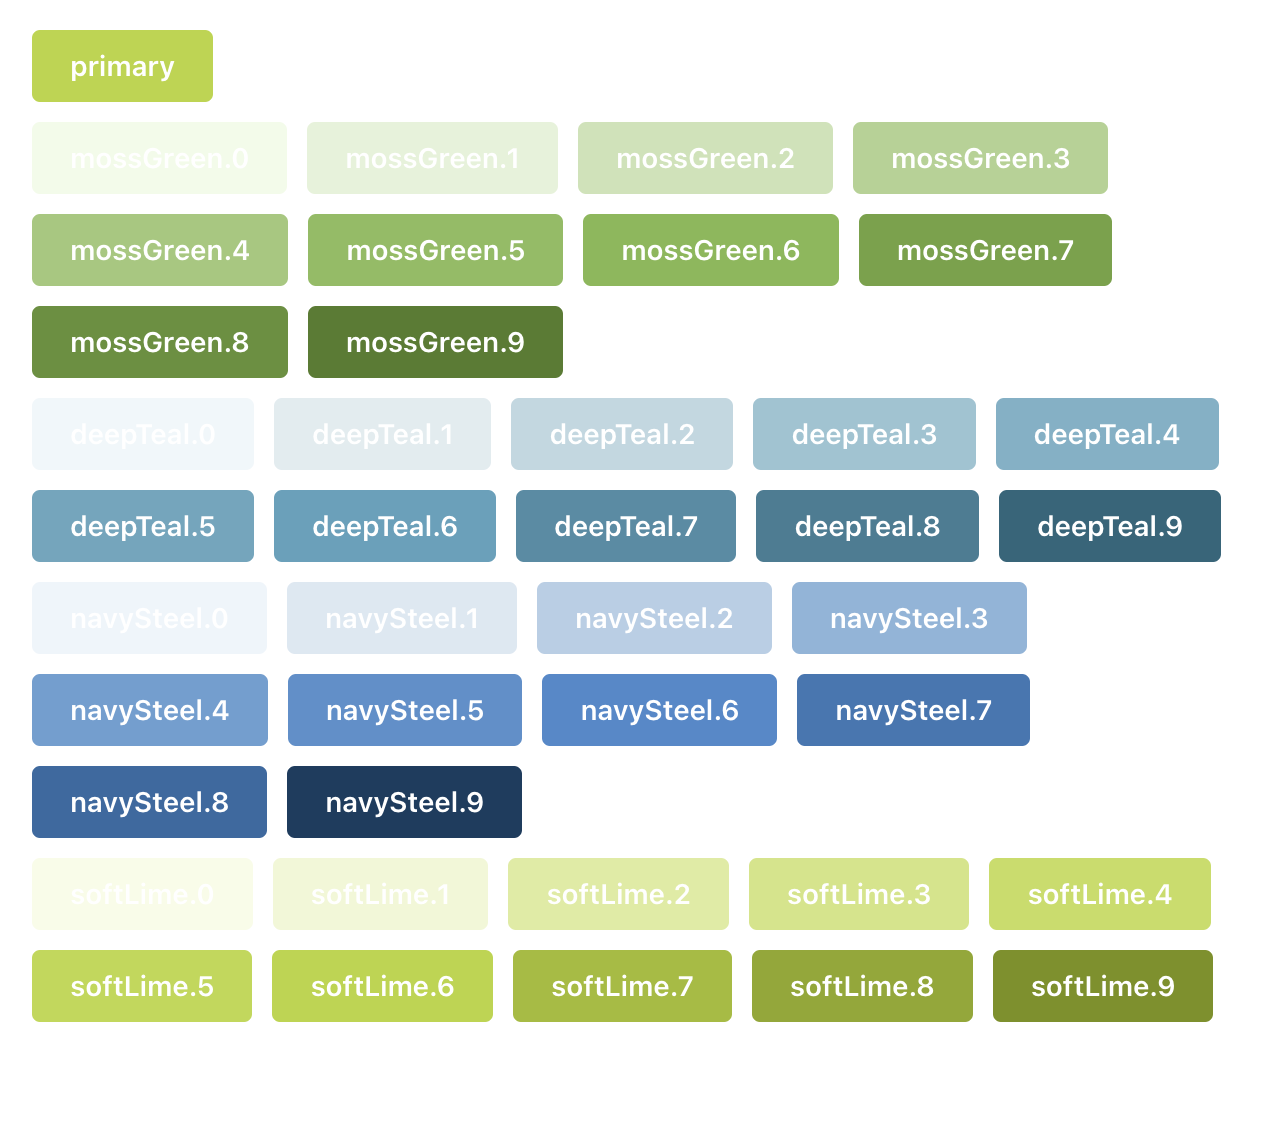 primary
mossGreen.0 mossGreen.1 mossGreen.2 mossGreen.3
mossGreen.4 mossGreen.5 mossGreen.6 mossGreen.7
mossGreen.8 mossGreen.9
deepTeal.0 deepTeal.1 deepTeal.2 deepTeal.3 deepTeal.4
deepTeal.5 deepTeal.6 deepTeal.7 deepTeal.8 deepTeal.9
navySteel.0 navySteel.1 navySteel.2 navySteel.3
navySteel.4 navySteel.5 navySteel.6 navySteel.7
navySteel.8 navySteel.9
softLime.0 softLime.1 softLime.2 softLime.3 softLime.4
softLime.5 softLime.6 softLime.7 softLime.8 softLime.9